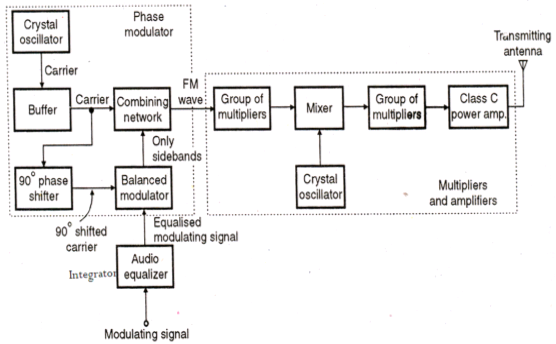 Crystal
oscillator
Phase
modulator
Carrier
Buffer
Carrier
Combining
network
FM
wave
Group of
multipliers
Mixer
Group of
multipliers
Class C
power amp.
Transmitting
antenna
Only
sidebands
90° phase
shifter
Balanced
modulator
Crystal
oscillator
Multipliers
and amplifiers
90° shifted
carrier
Equalised
modulating signal
Integrator
Audio
equalizer
Modulating signal